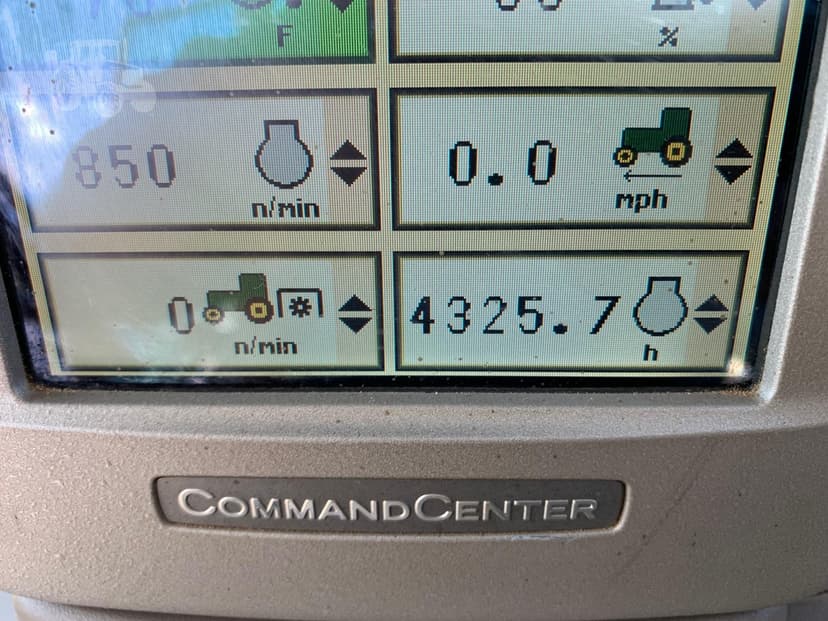 F
%
850
n/min
0.0
mph
0
n/min
4325.7
h
COMMANDCENTER